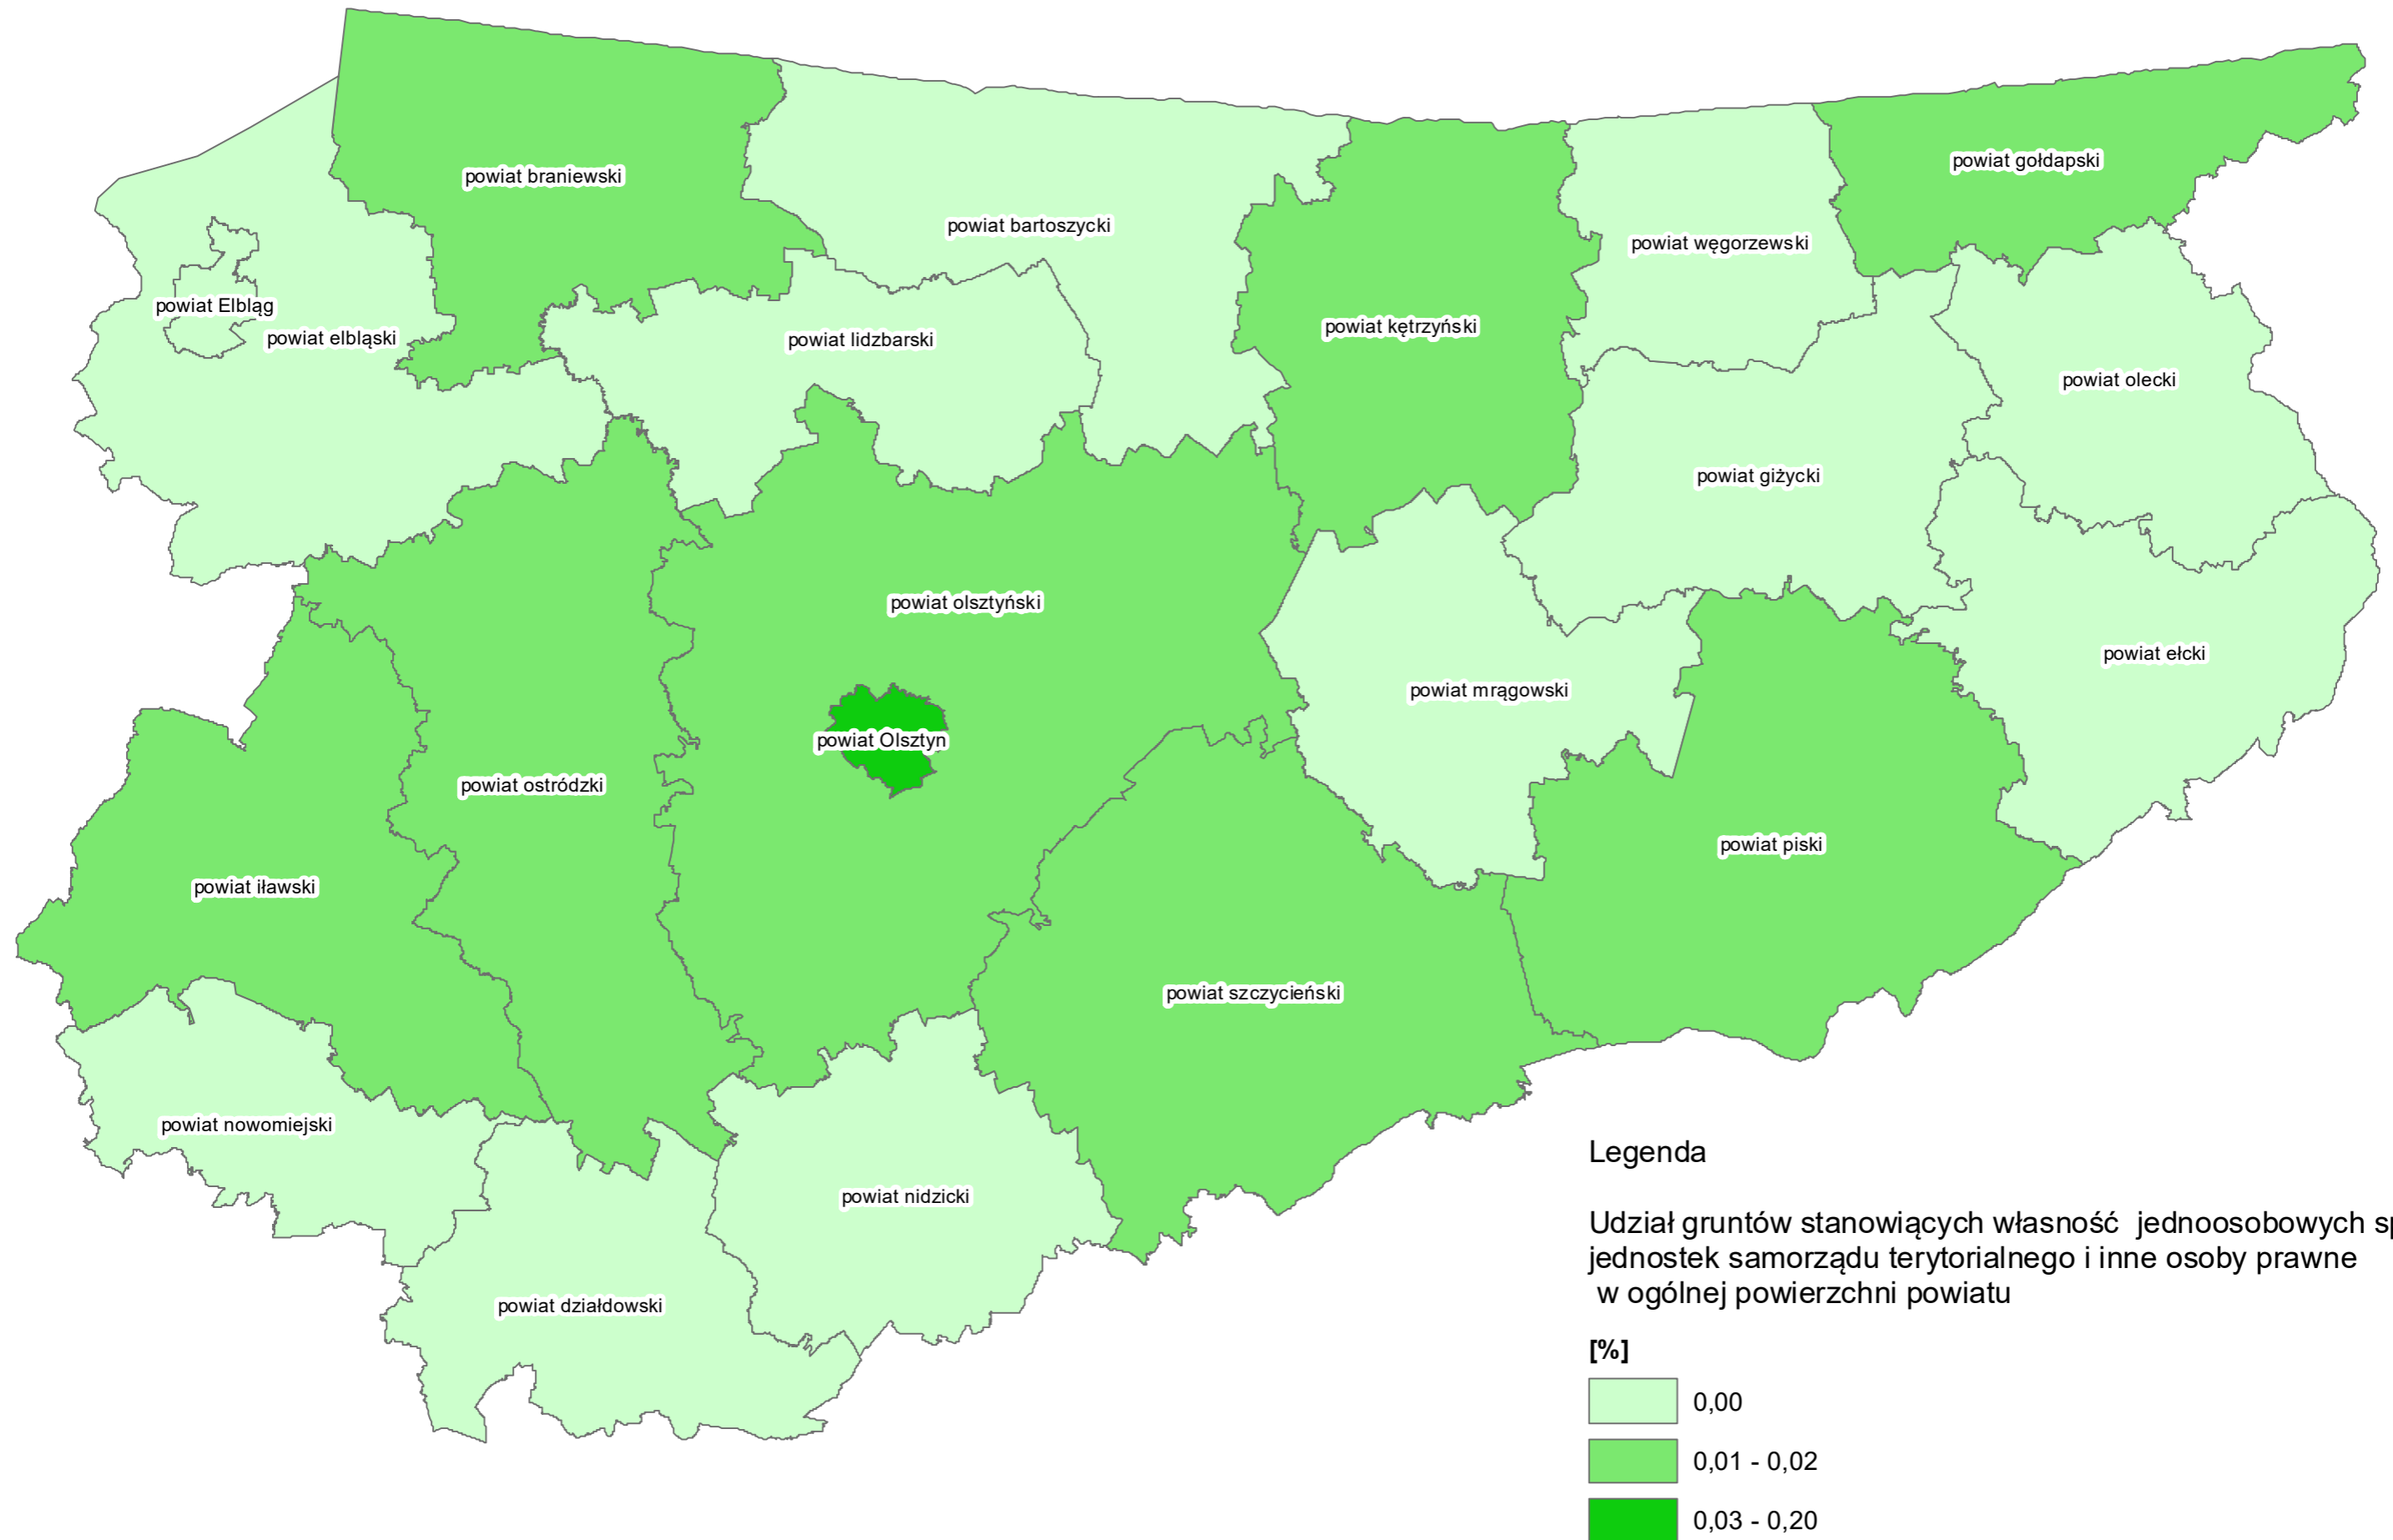 powiat gołdapski
powiat braniewski
powiat bartoszycki
powiat węgorzewski
powiat Elbląg
powiat kętrzyński
powiat elbląski
powiat lidzbarski
powiat olecki
powiat giżycki
powiat olsztyński
powiat ełcki
powiat mrągowski
powiat Olsztyn
powiat ostródzki
powiat piski
powiat iławski
powiat szczycieński
powiat nowomiejski
powiat nidzicki
powiat działdowski
Legenda
Udział gruntów stanowiących własność jednoosobowych
jednostek samorządu terytorialnego i inne osoby prawne
w ogólnej powierzchni powiatu
[%]
0,00
0,01 - 0,02
0,03 - 0,20